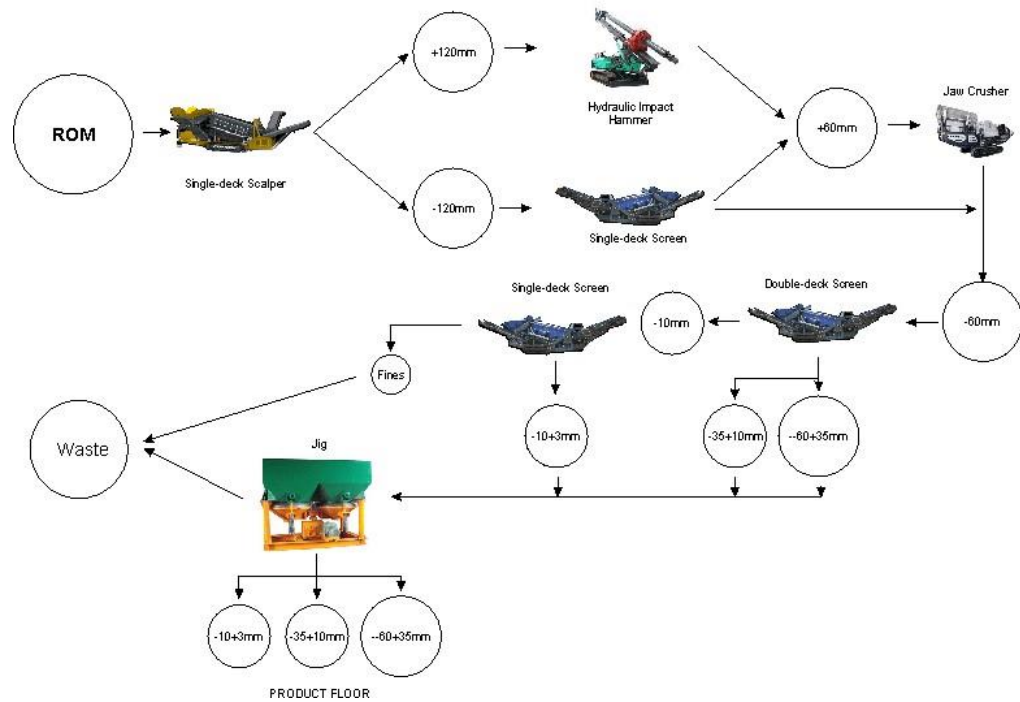 +120mm
ROM
Single-deck Scalper
Hydraulic Impact
Hammer
Jaw Crusher
+60mm
-120mm
Single-deck Screen
Single-deck Screen
Double-deck Screen
-10mm
-60mm
Fines
Waste
-10+3mm
-35+10mm
--60+35mm
Jig
-10+3mm
-35+10mm
--60+35mm
PRODUCT FLOOR